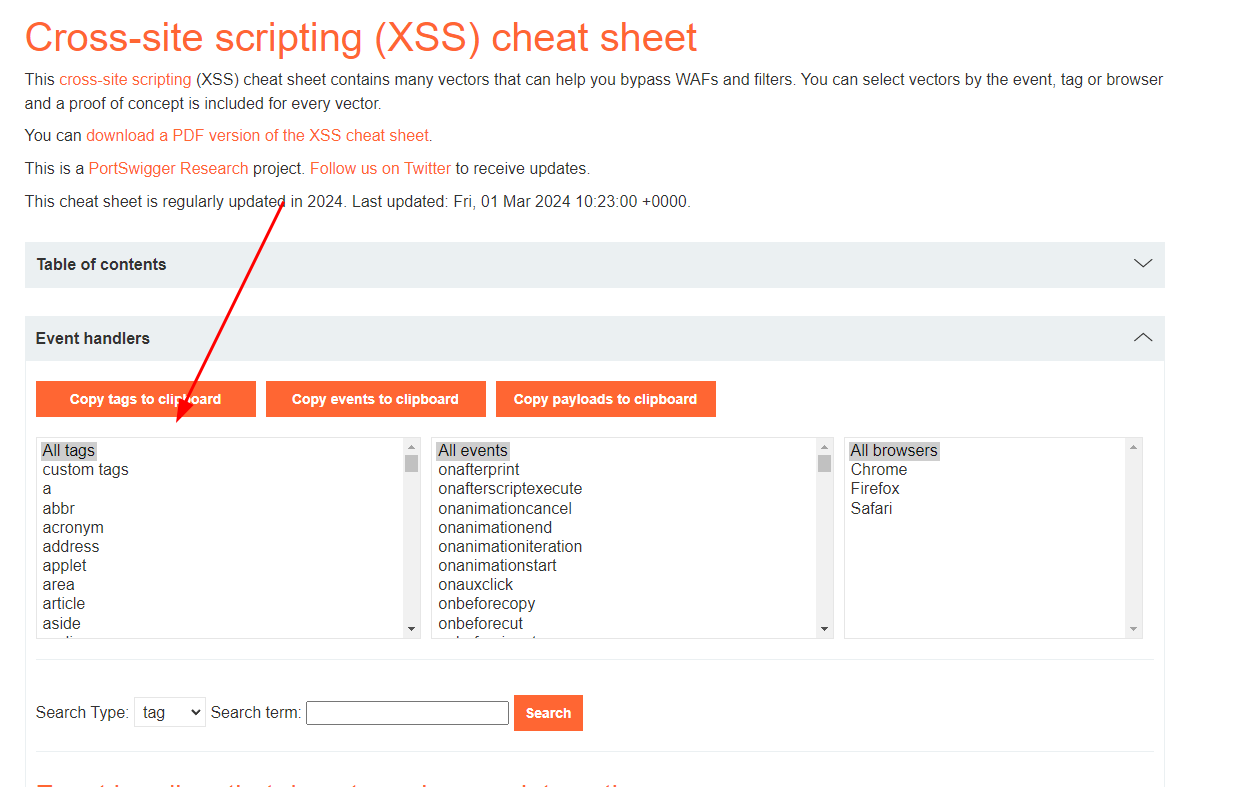 Cross-site scripting (XSS) cheat sheet
This cross-site scripting (XSS) cheat sheet contains many vectors that can help you bypass WAFs and filters. You can select vectors by the event, tag or browser
and a proof of concept is included for every vector.
You can download a PDF version of the XSS cheat sheet.
This is a PortSwigger Research project. Follow us on Twitter to receive updates.
This cheat sheet is regularly updated in 2024. Last updated: Fri, 01 Mar 2024 10:23:00 +0000.
Table of contents
Event handlers
Copy tags to clipboard Copy events to clipboard Copy payloads to clipboard
All tags
custom tags
a
abbr
acronym
address
applet
area
article
aside
All events
onafterprint
onafterscriptexecute
onanimationcancel
onanimationend
onanimationiteration
onanimationstart
onauxclick
onbeforecopy
onbeforecut
All browsers
Chrome
Firefox
Safari
Search Type: tag Search term: Search